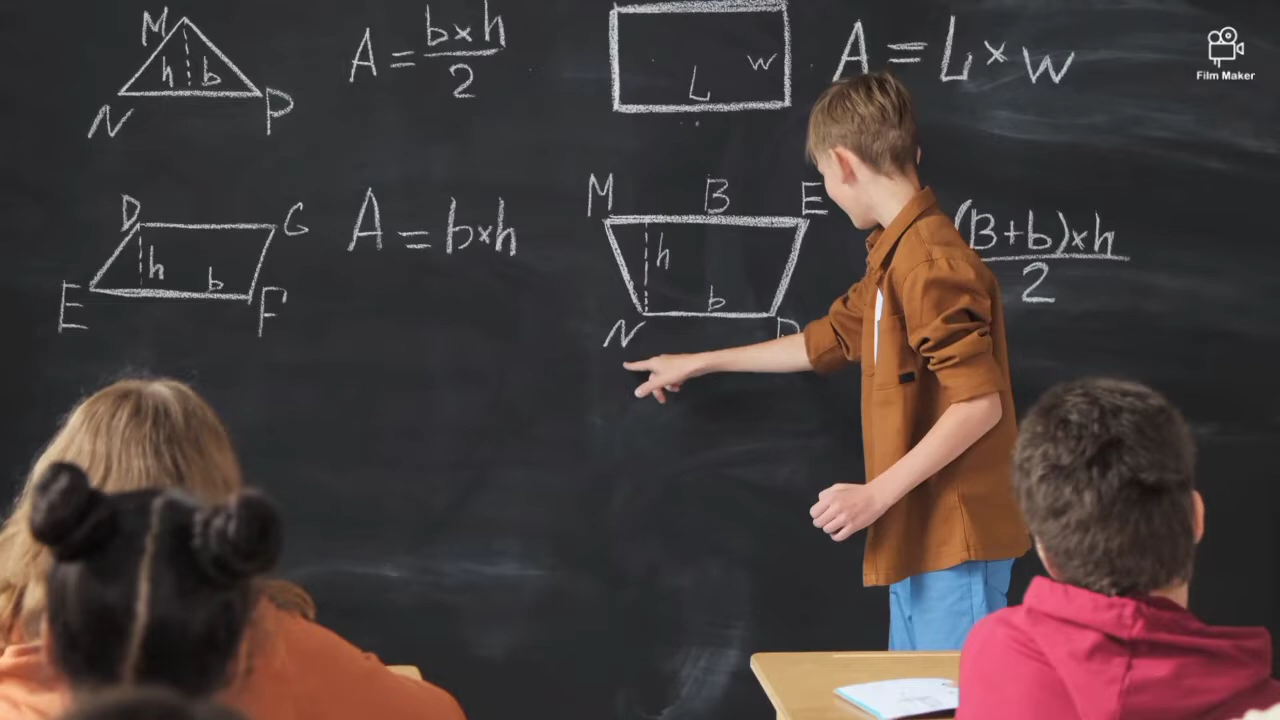 M
h b
N P
A = b×h / 2
L w
A = L × w
Film Maker
D G
h b
E F
A = b×h
M B E
h
b
N
(B+b)×h / 2